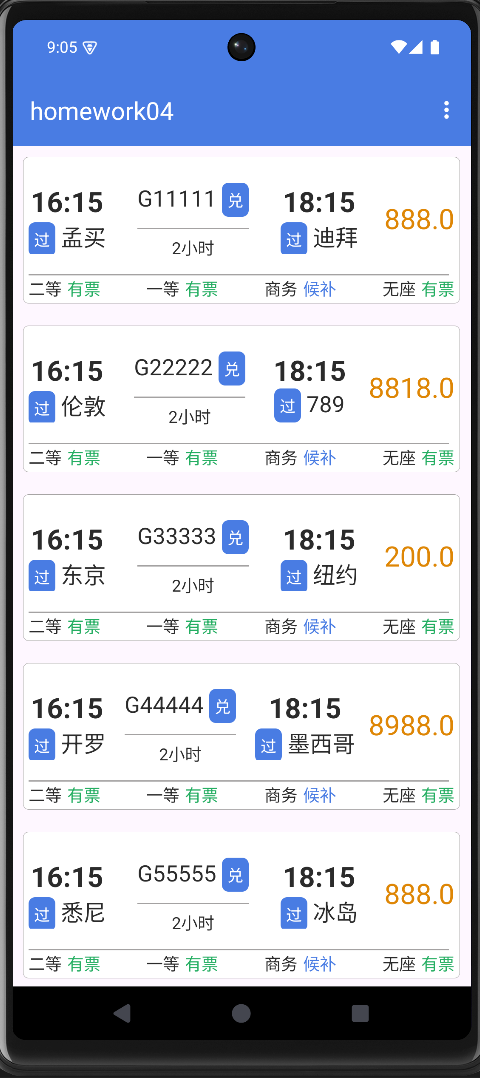 9:05
homework04
16:15 G11111 兑 18:15 888.0
过 孟买 2小时 过 迪拜
二等 有票 一等 有票 商务 候补 无座 有票
16:15 G22222 兑 18:15 8818.0
过 伦敦 2小时 过 789
二等 有票 一等 有票 商务 候补 无座 有票
16:15 G33333 兑 18:15 200.0
过 东京 2小时 过 纽约
二等 有票 一等 有票 商务 候补 无座 有票
16:15 G44444 兑 18:15 8988.0
过 开罗 2小时 过 墨西哥
二等 有票 一等 有票 商务 候补 无座 有票
16:15 G55555 兑 18:15 888.0
过 悉尼 2小时 过 冰岛
二等 有票 一等 有票 商务 候补 无座 有票